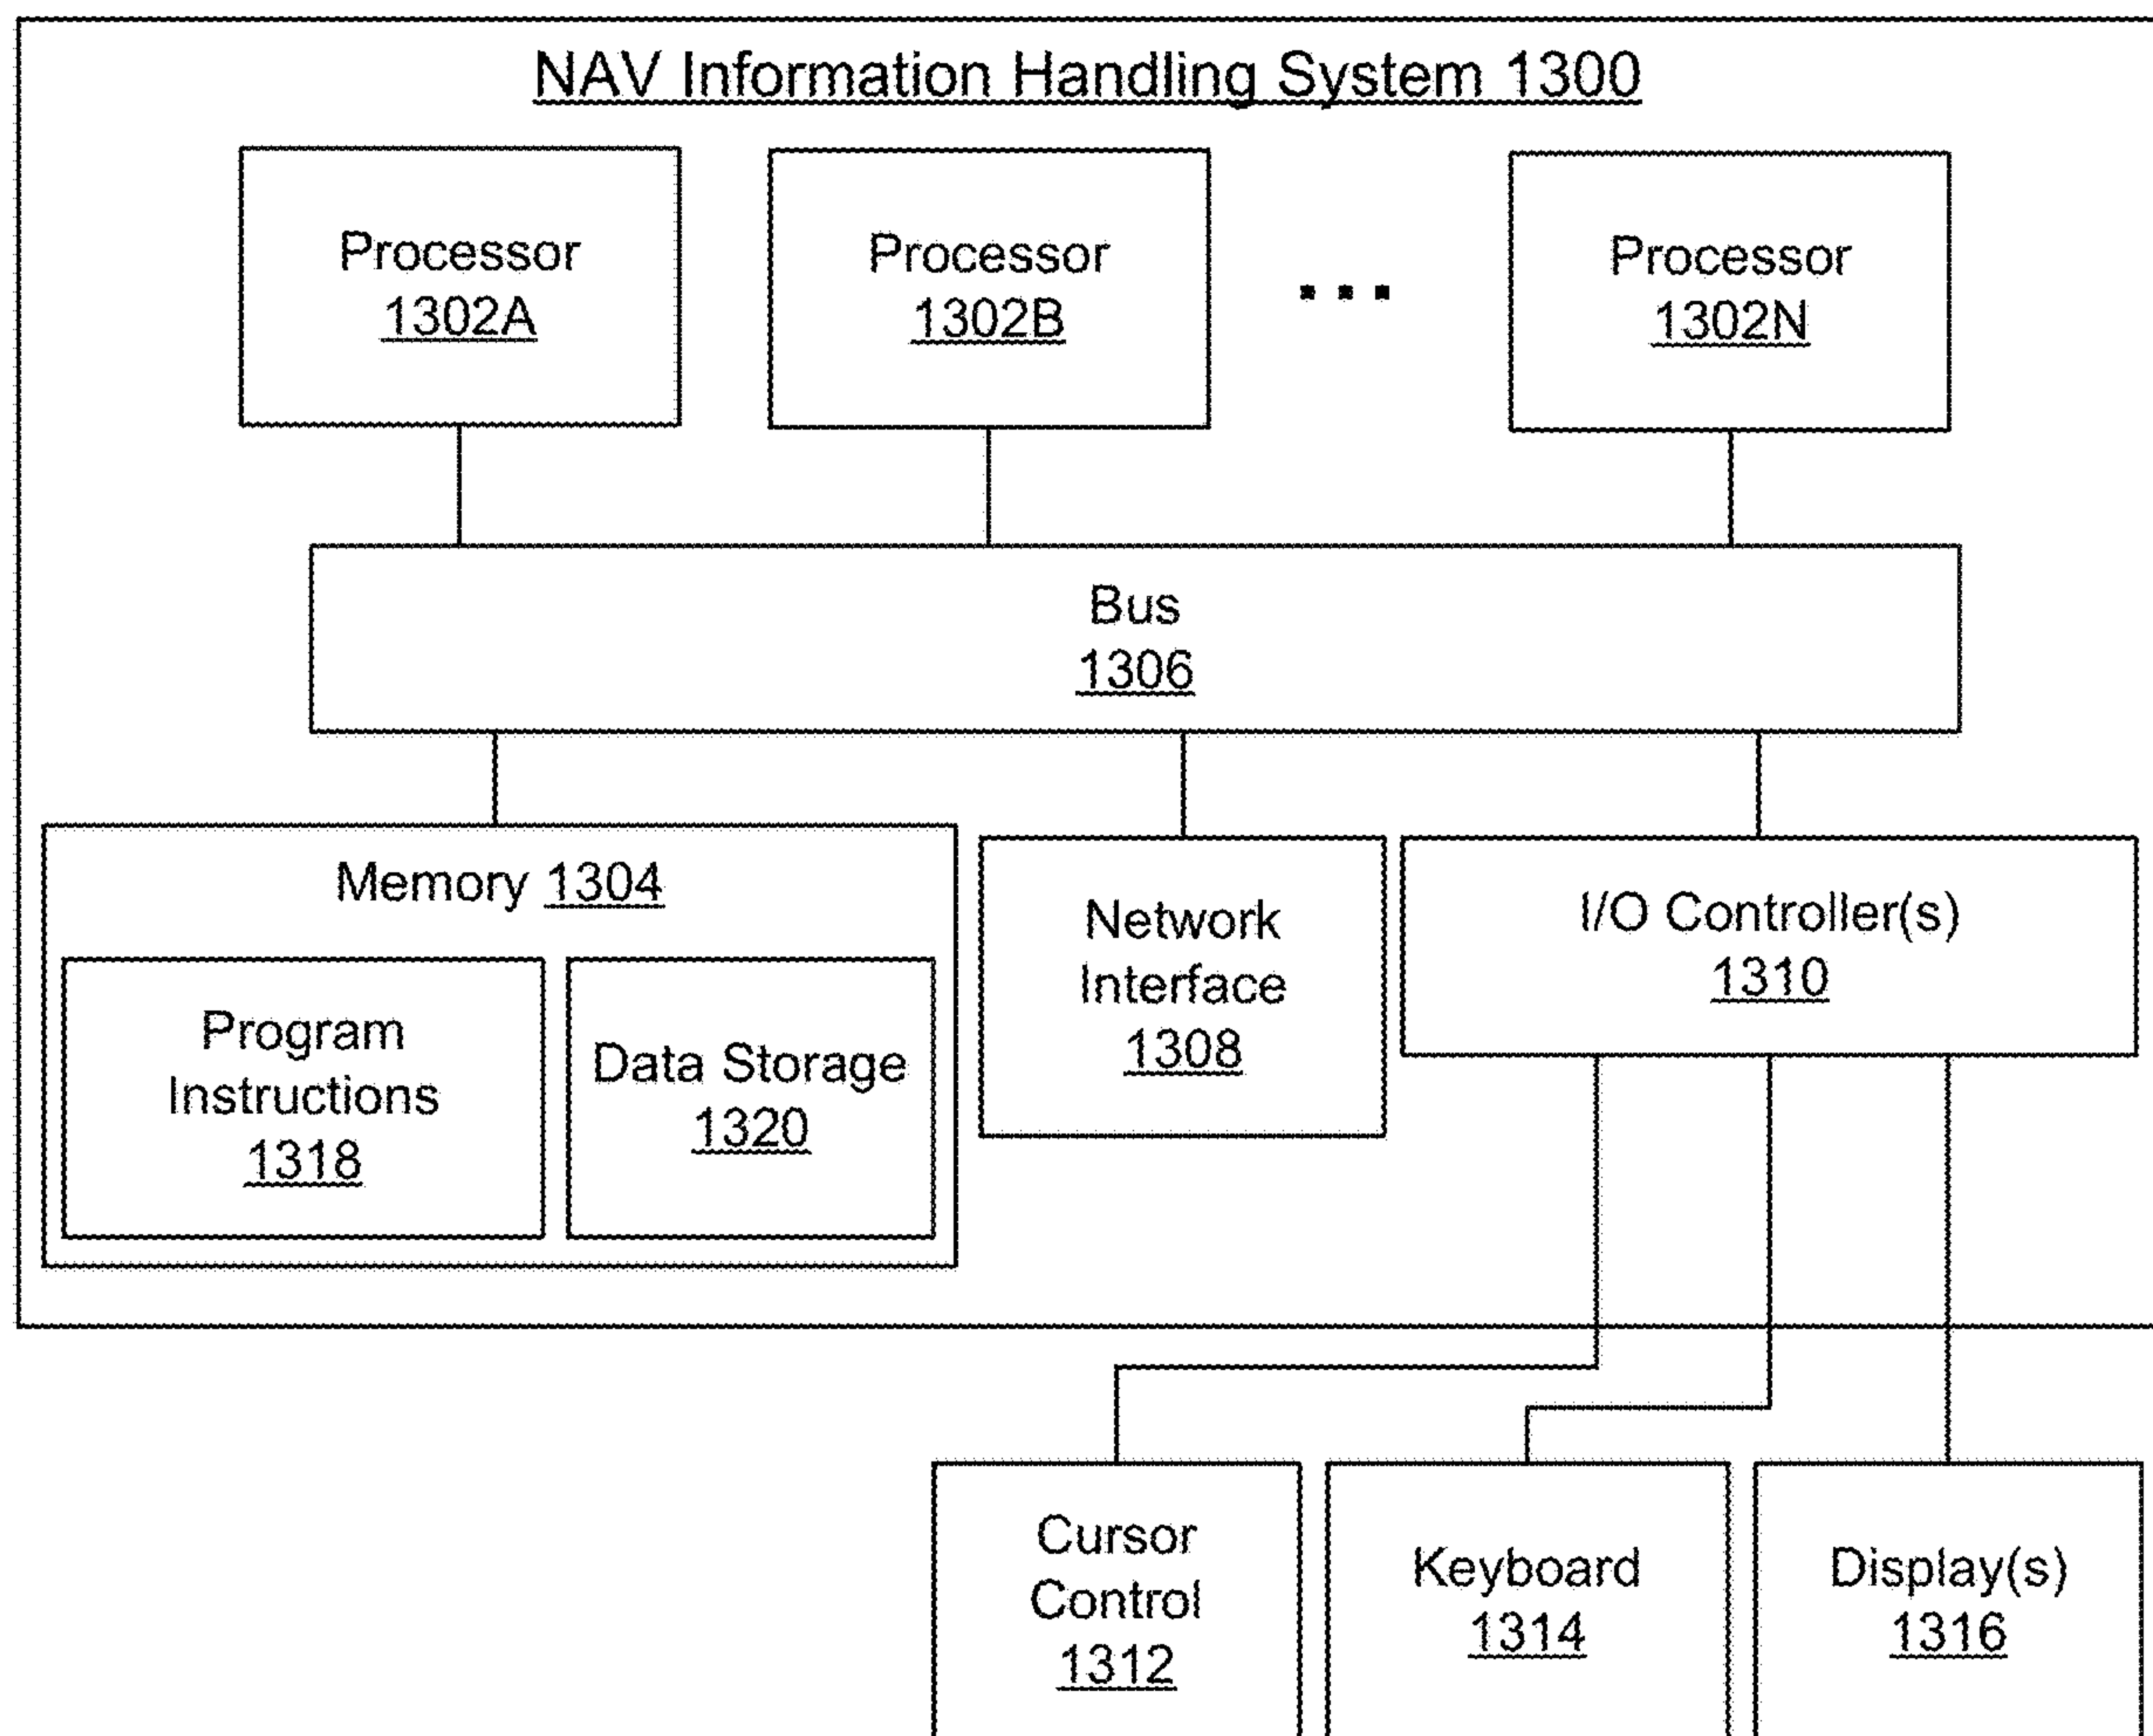 NAV Information Handling System 1300
Processor
1302A
Processor
1302B
...
Processor
1302N
Bus
1306
Memory 1304
Program
Instructions
1318
Data Storage
1320
Network
Interface
1308
I/O Controller(s)
1310
Cursor
Control
1312
Keyboard
1314
Display(s)
1316